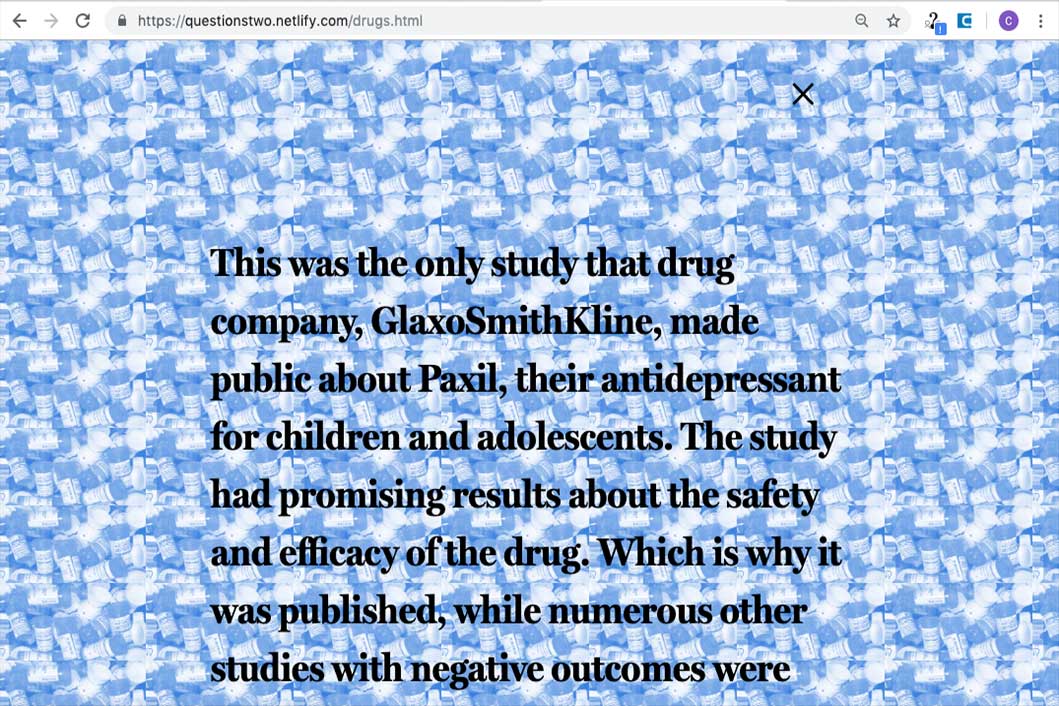 https://questionstwo.netlify.com/drugs.html
C
This was the only study that drug
company, GlaxoSmithKline, made
public about Paxil, their antidepressant
for children and adolescents. The study
had promising results about the safety
and efficacy of the drug. Which is why it
was published, while numerous other
studies with negative outcomes were